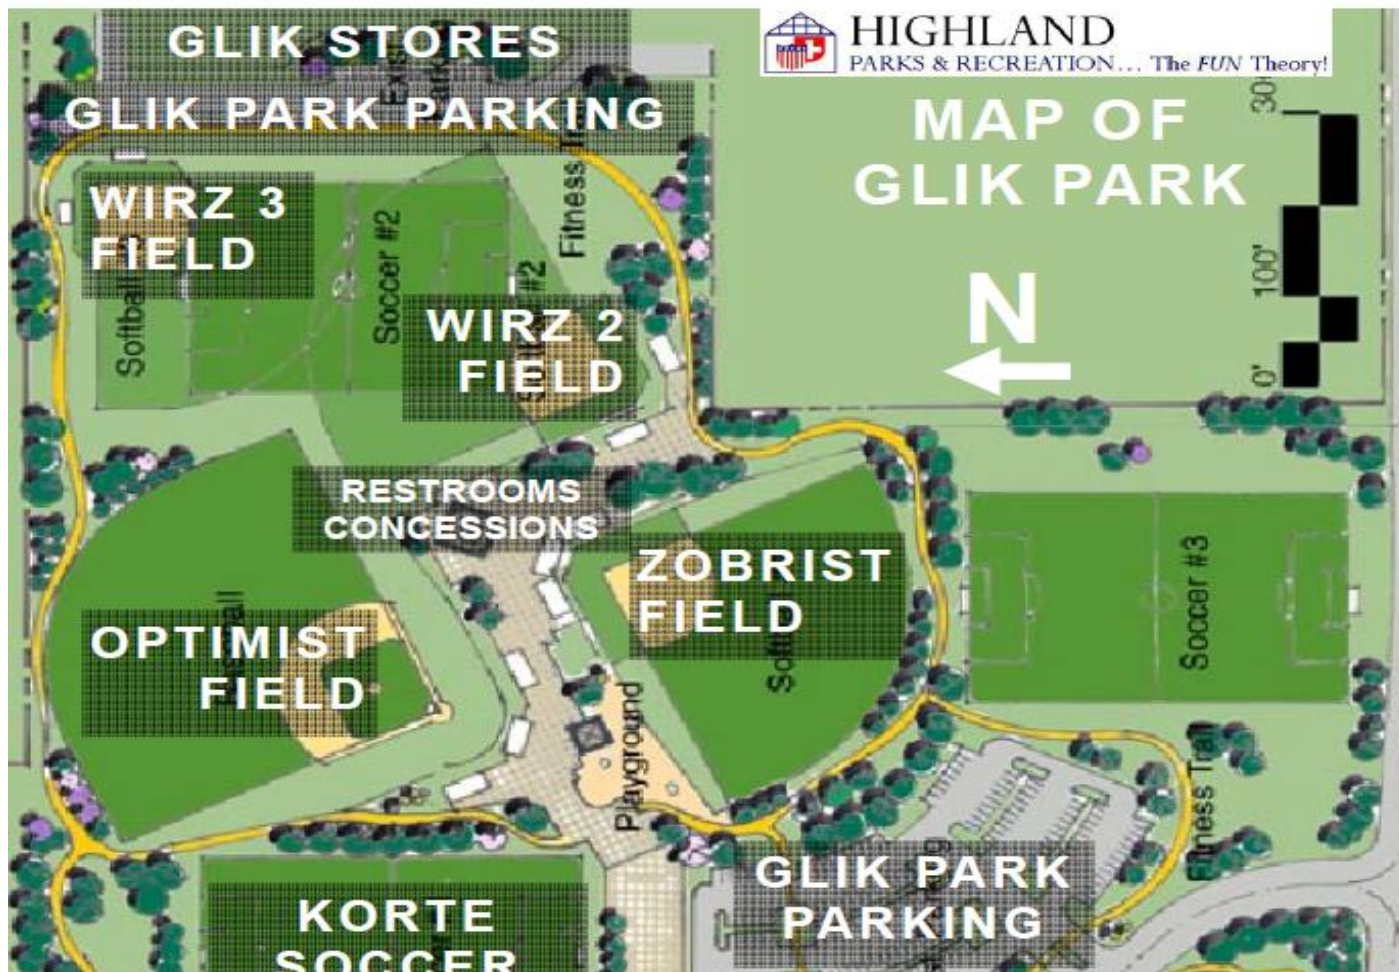 GLIK STORES
GLIK PARK PARKING
HIGHLAND
PARKS & RECREATION... The FUN Theory!
MAP OF
GLIK PARK
300'
100'
0'
N
WIRZ 3
FIELD
Softball
Soccer #2
Fitness
#2
WIRZ 2
FIELD
RESTROOMS
CONCESSIONS
ZOBRIST
FIELD
OPTIMIST
FIELD
Soccer #3
Playground
Fitness Trail
GLIK PARK
PARKING
KORTE
SOCCER